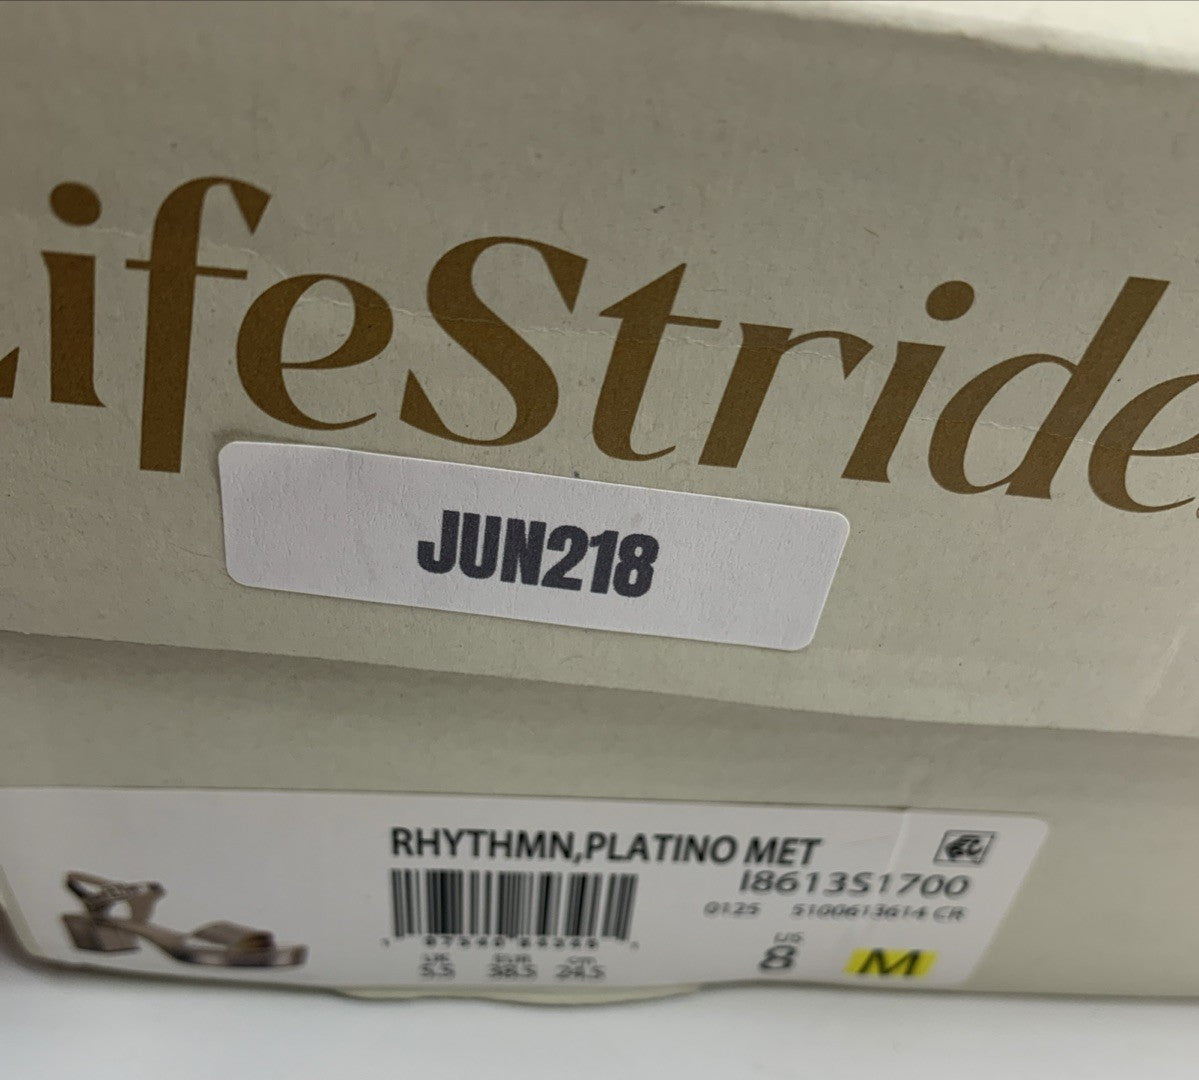 LifeStride
JUN218
RHYTHMN,PLATINO MET
I8613S1700
0125 5100613614 CR
US
8 M
UK EUR CM
5.5 38.5 24.5